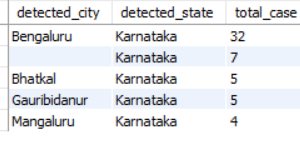 detected_city detected_state total_case
Bengaluru Karnataka 32
Karnataka 7
Bhatkal Karnataka 5
Gauribidanur Karnataka 5
Mangaluru Karnataka 4